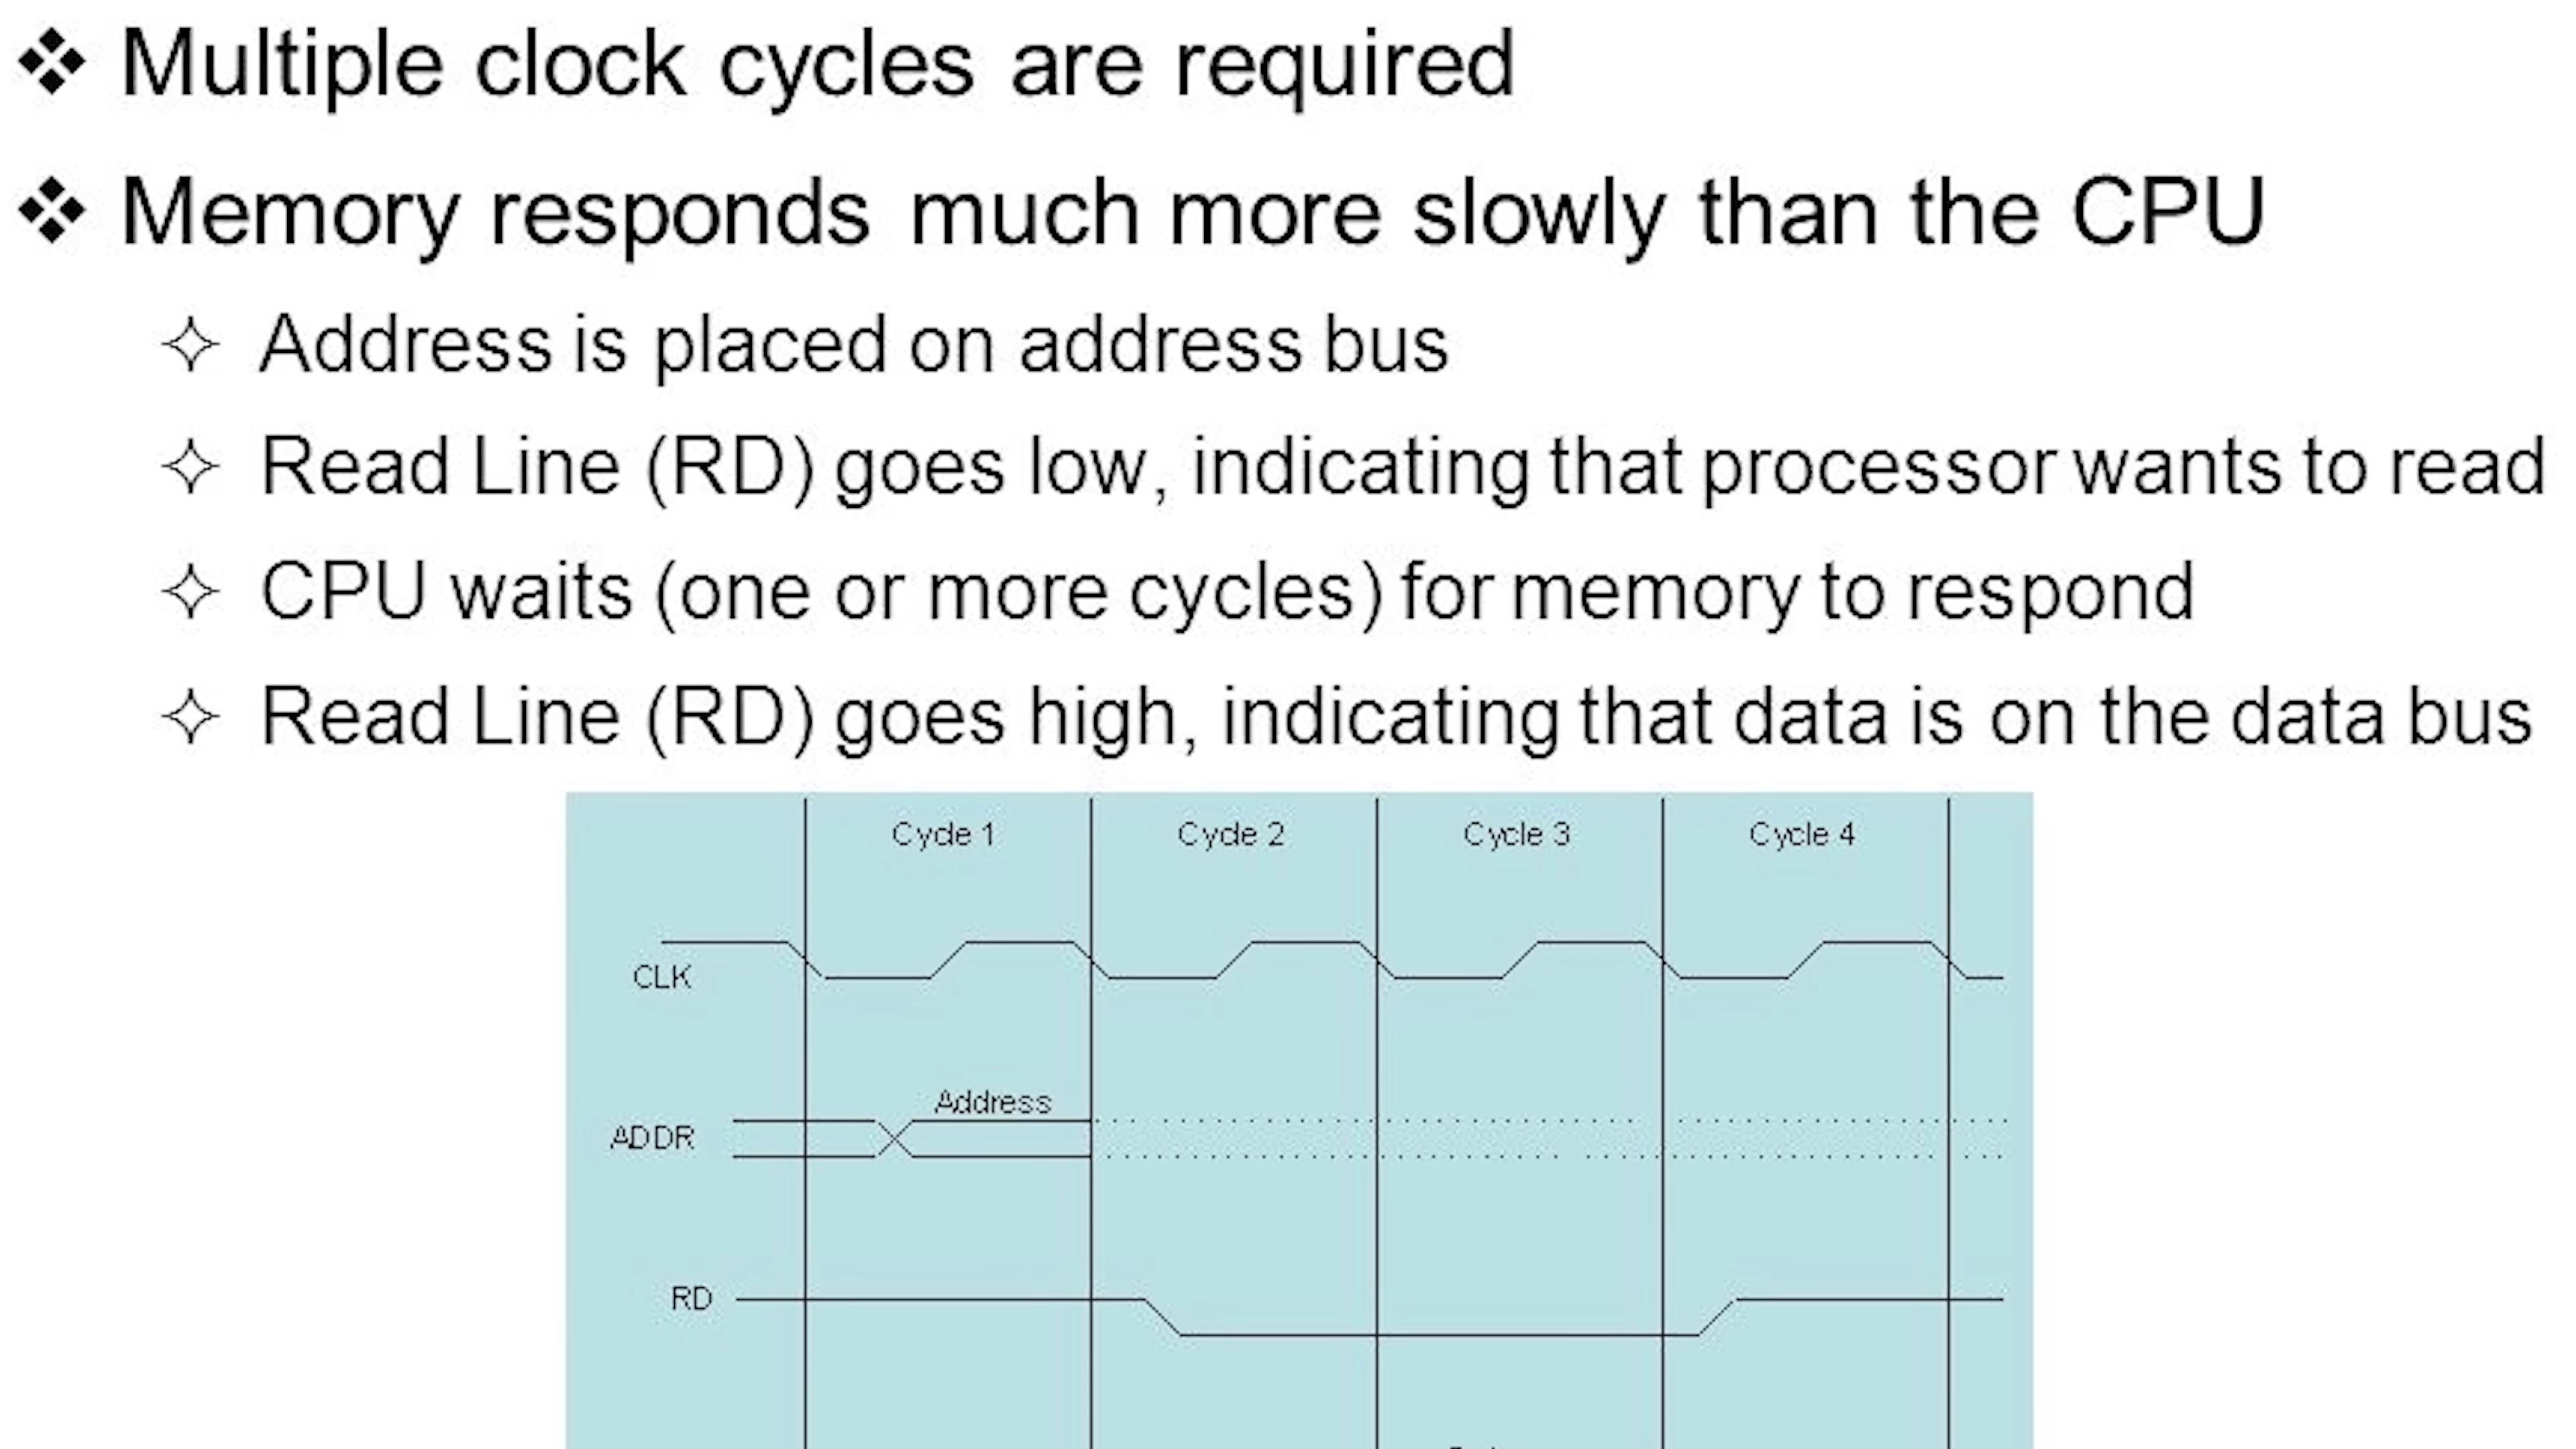 ❖ Multiple clock cycles are required
❖ Memory responds much more slowly than the CPU
✧ Address is placed on address bus
✧ Read Line (RD) goes low, indicating that processor wants to read
✧ CPU waits (one or more cycles) for memory to respond
✧ Read Line (RD) goes high, indicating that data is on the data bus
Cycle 1 Cycle 2 Cycle 3 Cycle 4
CLK
Address
ADDR
RD